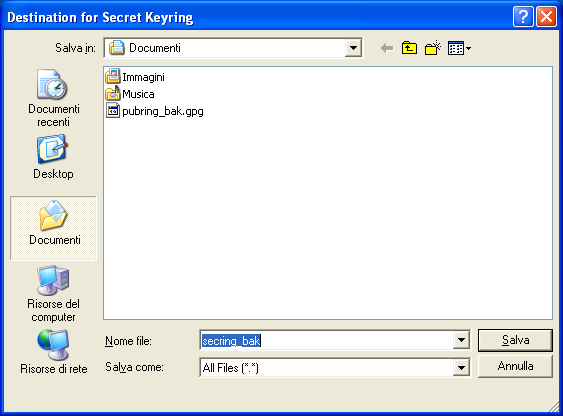 Destination for Secret Keyring
Salva in:
Documenti
Documenti
recenti
Desktop
Documenti
Risorse del
computer
Risorse di rete
Immagini
Musica
pubring_bak.gpg
Nome file:
secring_bak
Salva
Salva come:
All Files (*.*)
Annulla